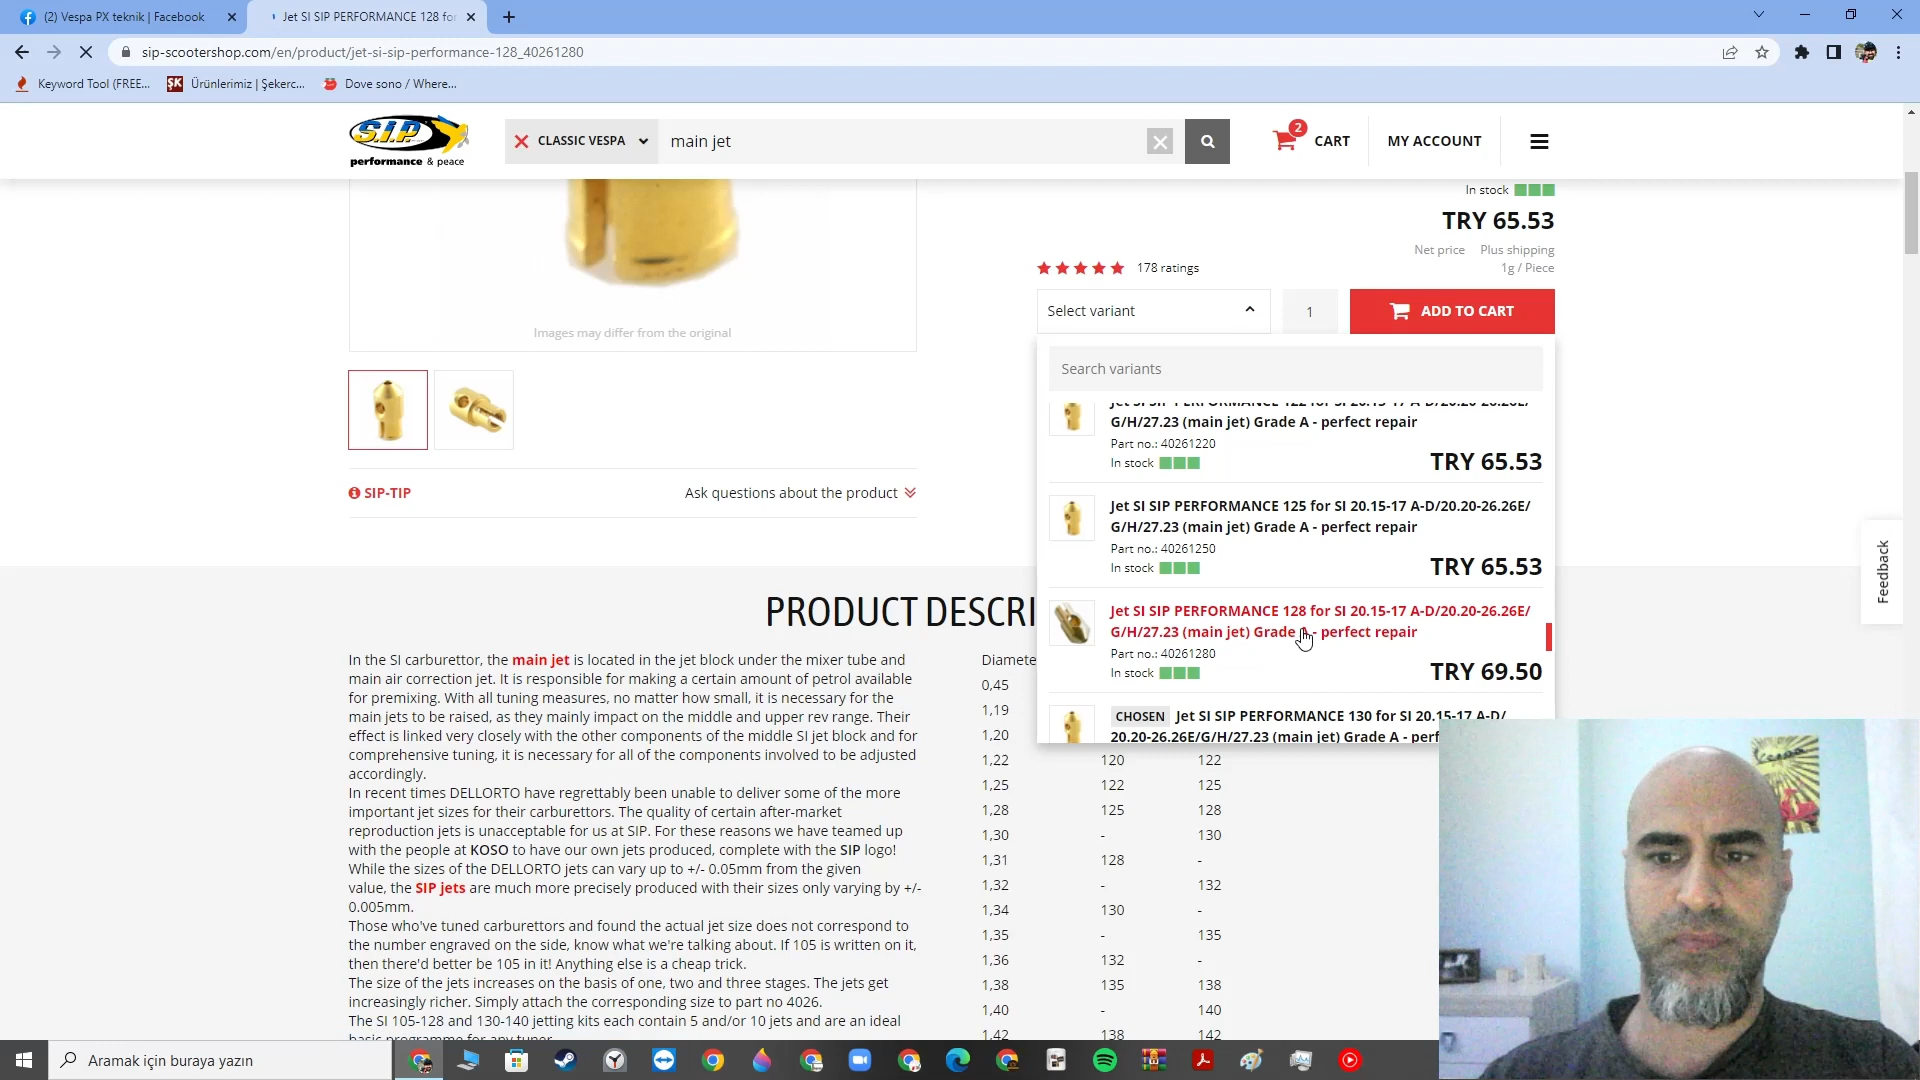 (2) Vespa PX teknik | Facebook
Jet SI SIP PERFORMANCE 128 for
sip-scootershop.com/en/product/jet-si-sip-performance-128_40261280
Keyword Tool (FREE...
ŞK
Ürünlerimiz | Şekerc...
Dove sono / Where...
S.I.P.
performance & peace
CLASSIC VESPA
main jet
2
CART
MY ACCOUNT
In stock
TRY 65.53
Net price Plus shipping
1g / Piece
178 ratings
Select variant
1
ADD TO CART
Images may differ from the original
Search variants
Jet SI SIP PERFORMANCE 122 for SI 20.15-17 A-D/20.20-26.26E/
G/H/27.23 (main jet) Grade A - perfect repair
Part no.: 40261220
In stock
TRY 65.53
Jet SI SIP PERFORMANCE 125 for SI 20.15-17 A-D/20.20-26.26E/
G/H/27.23 (main jet) Grade A - perfect repair
Part no.: 40261250
In stock
TRY 65.53
Jet SI SIP PERFORMANCE 128 for SI 20.15-17 A-D/20.20-26.26E/
G/H/27.23 (main jet) Grade - perfect repair
Part no.: 40261280
In stock
TRY 69.50
CHOSEN Jet SI SIP PERFORMANCE 130 for SI 20.15-17 A-D/
20.20-26.26E/G/H/27.23 (main jet) Grade A - perf
SIP-TIP
Ask questions about the product
Feedback
PRODUCT DESCRI
In the SI carburettor, the main jet is located in the jet block under the mixer tube and
main air correction jet. It is responsible for making a certain amount of petrol available
for premixing. With all tuning measures, no matter how small, it is necessary for the
main jets to be raised, as they mainly impact on the middle and upper rev range. Their
effect is linked very closely with the other components of the middle SI jet block and for
comprehensive tuning, it is necessary for all of the components involved to be adjusted
accordingly.
In recent times DELLORTO have regrettably been unable to deliver some of the more
important jet sizes for their carburettors. The quality of certain after-market
reproduction jets is unacceptable for us at SIP. For these reasons we have teamed up
with the people at KOSO to have our own jets produced, complete with the SIP logo!
While the sizes of the DELLORTO jets can vary up to +/- 0.05mm from the given
value, the SIP jets are much more precisely produced with their sizes only varying by +/-
0.005mm.
Those who've tuned carburettors and found the actual jet size does not correspond to
the number engraved on the side, know what we're talking about. If 105 is written on it,
then there'd better be 105 in it! Anything else is a cheap trick.
The size of the jets increases on the basis of one, two and three stages. The jets get
increasingly richer. Simply attach the corresponding size to part no 4026.
The SI 105-128 and 130-140 jetting kits each contain 5 and/or 10 jets and are an ideal
basic programme for any tuner.
Diamete
0,45
1,19
1,20
1,22 120 122
1,25 122 125
1,28 125 128
1,30 - 130
1,31 128 -
1,32 - 132
1,34 130 -
1,35 - 135
1,36 132 -
1,38 135 138
1,40 - 140
1,42 138 142
Aramak için buraya yazın